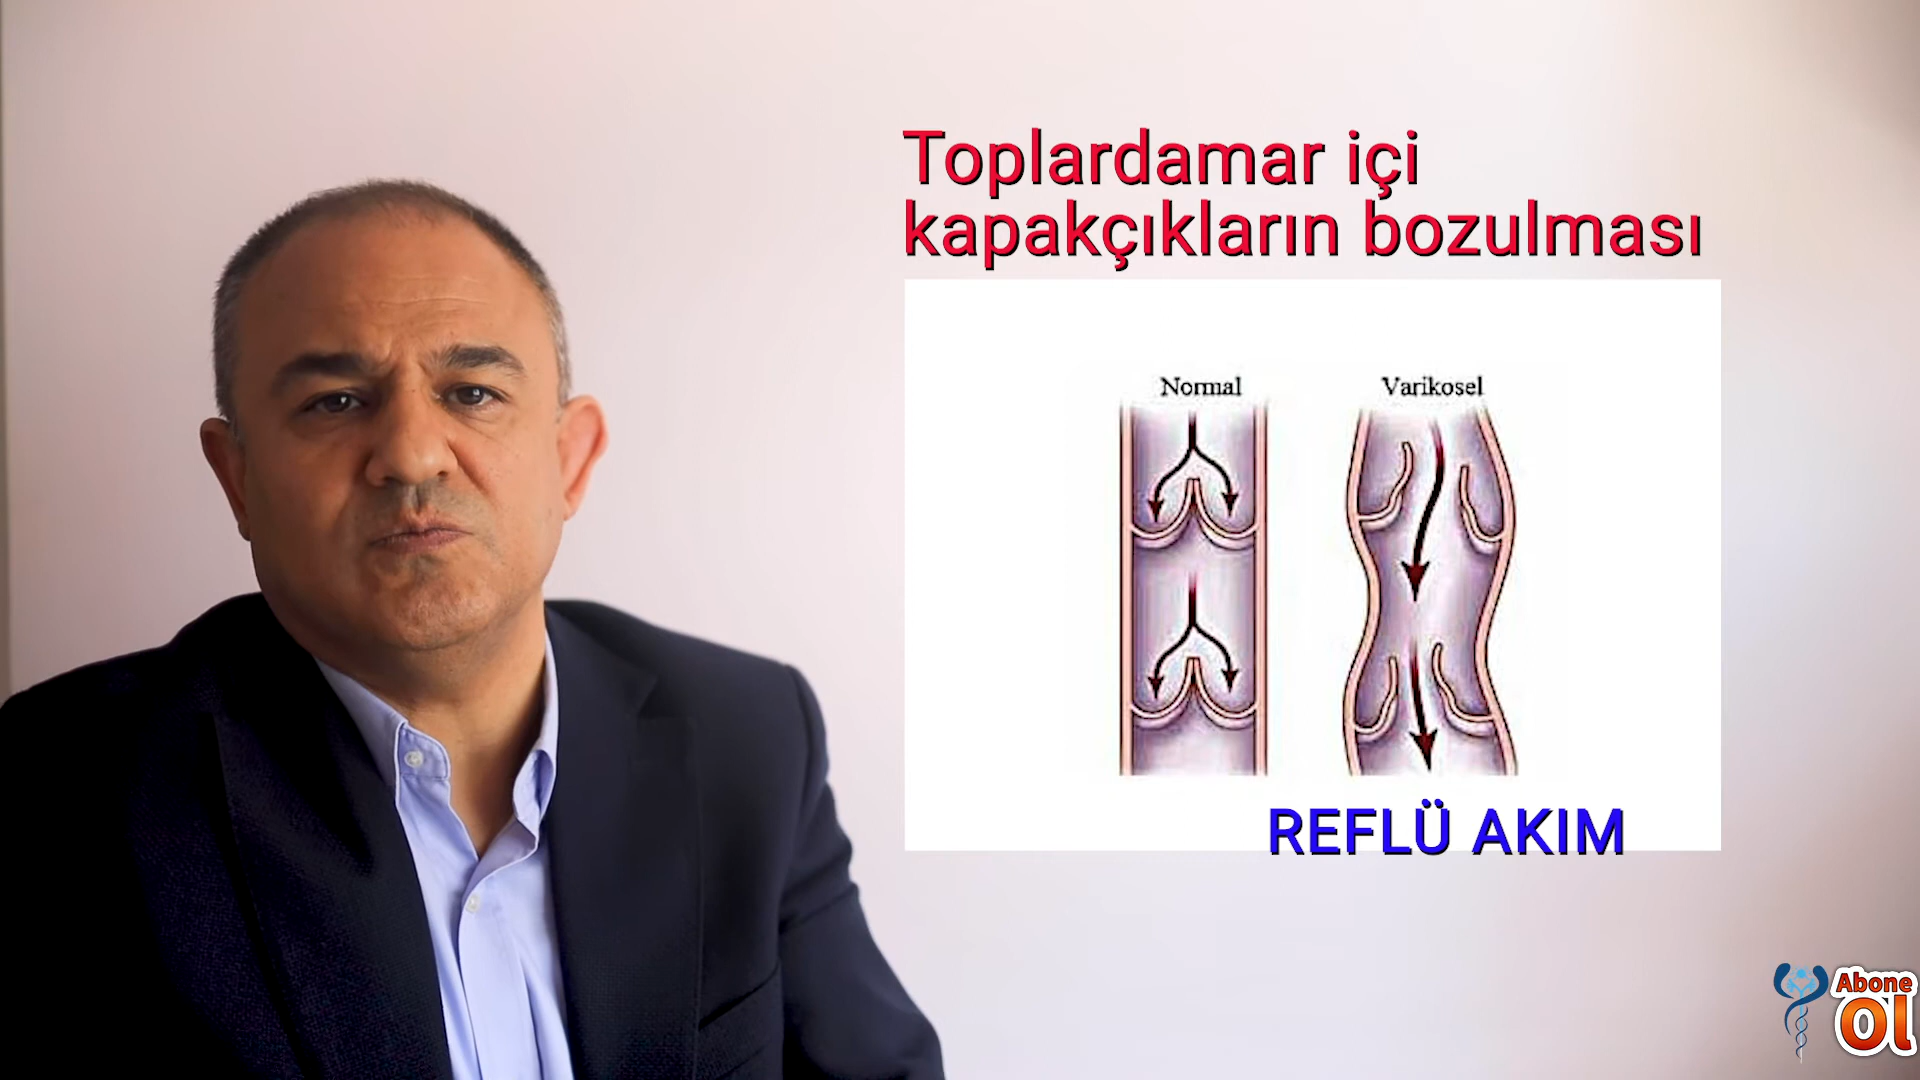 Toplardamar içi
kapakçıkların bozulması
Normal
Varikosel
REFLÜ AKIM
Abone
Ol